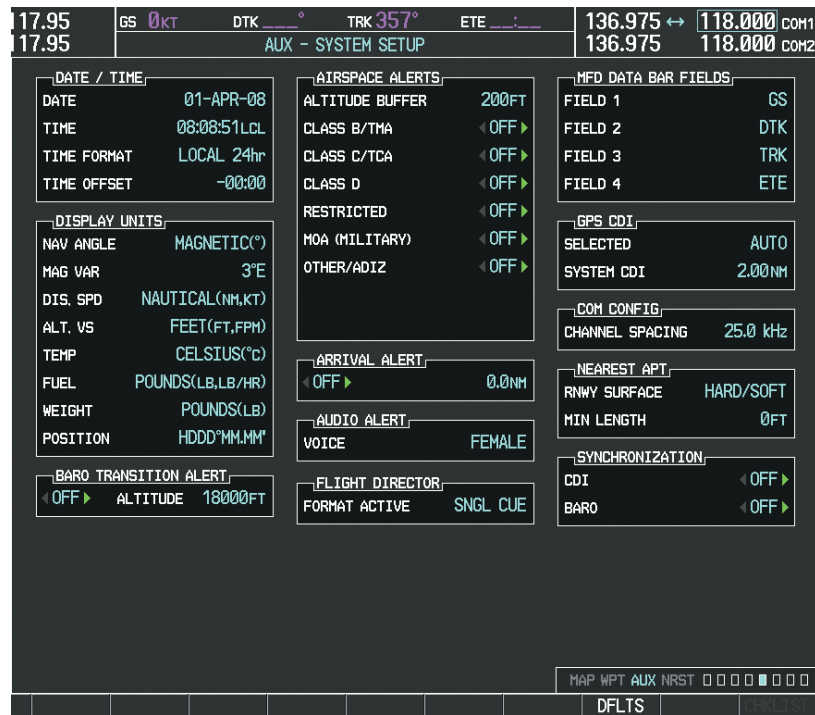 17.95 GS 0KT DTK ___° TRK 357° ETE __:__ 136.975 ↔ 118.000 COM1
17.95 AUX – SYSTEM SETUP 136.975 118.000 COM2
DATE / TIME
DATE 01-APR-08
TIME 08:08:51LCL
TIME FORMAT LOCAL 24hr
TIME OFFSET -00:00
DISPLAY UNITS
NAV ANGLE MAGNETIC(°)
MAG VAR 3°E
DIS, SPD NAUTICAL(NM,KT)
ALT, VS FEET(FT,FPM)
TEMP CELSIUS(°C)
FUEL POUNDS(LB,LB/HR)
WEIGHT POUNDS(LB)
POSITION HDDD°MM.MM'
BARO TRANSITION ALERT
OFF ALTITUDE 18000FT
AIRSPACE ALERTS
ALTITUDE BUFFER 200FT
CLASS B/TMA OFF
CLASS C/TCA OFF
CLASS D OFF
RESTRICTED OFF
MOA (MILITARY) OFF
OTHER/ADIZ OFF
ARRIVAL ALERT
OFF 0.0NM
AUDIO ALERT
VOICE FEMALE
FLIGHT DIRECTOR
FORMAT ACTIVE SNGL CUE
MFD DATA BAR FIELDS
FIELD 1 GS
FIELD 2 DTK
FIELD 3 TRK
FIELD 4 ETE
GPS CDI
SELECTED AUTO
SYSTEM CDI 2.00NM
COM CONFIG
CHANNEL SPACING 25.0 kHz
NEAREST APT
RNWY SURFACE HARD/SOFT
MIN LENGTH 0FT
SYNCHRONIZATION
CDI OFF
BARO OFF
MAP WPT AUX NRST
DFLTS CHKLIST